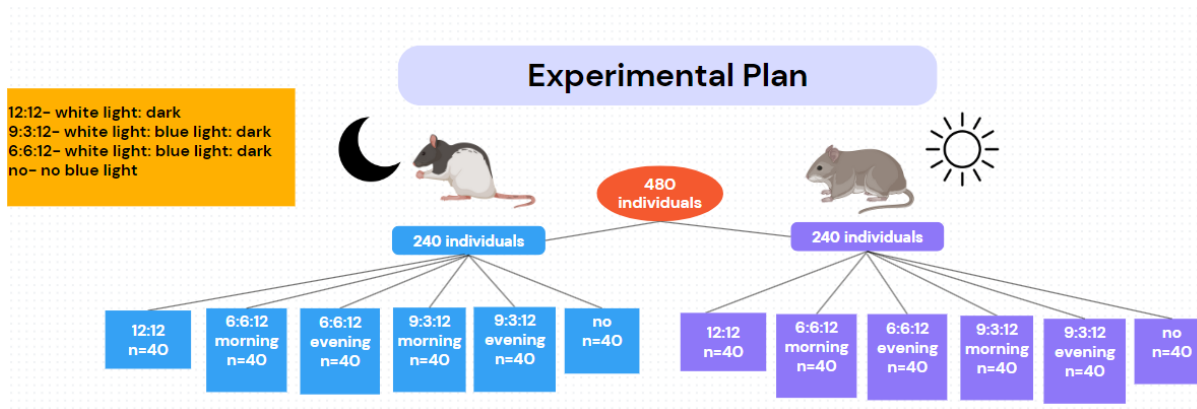 Experimental Plan
12:12- white light: dark
9:3:12- white light: blue light: dark
6:6:12- white light: blue light: dark
no- no blue light
480
individuals
240 individuals
240 individuals
12:12
n=40
6:6:12
morning
n=40
6:6:12
evening
n=40
9:3:12
morning
n=40
9:3:12
evening
n=40
no
n=40
12:12
n=40
6:6:12
morning
n=40
6:6:12
evening
n=40
9:3:12
morning
n=40
9:3:12
evening
n=40
no
n=40